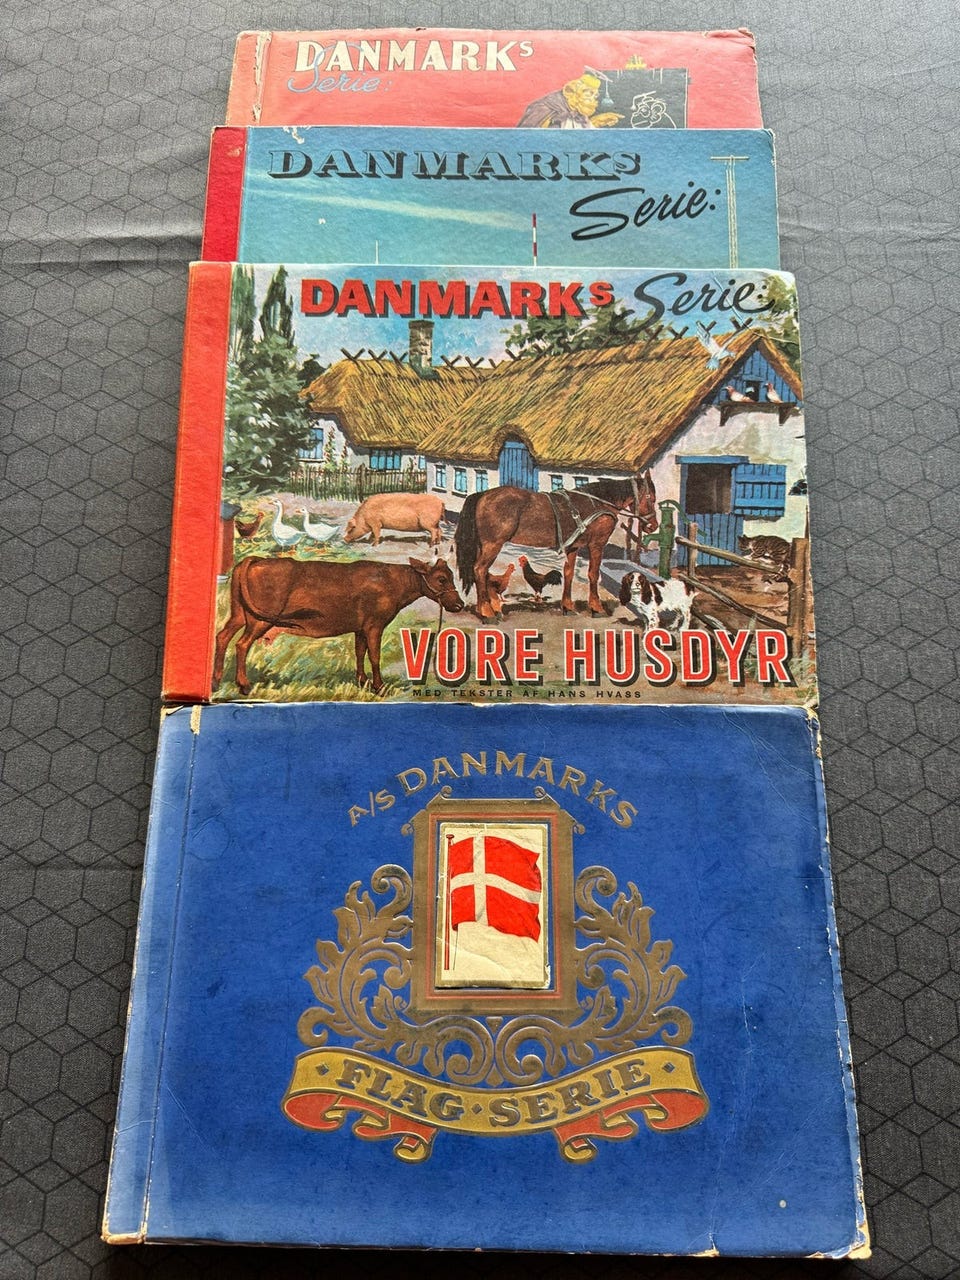 DANMARKS
Serie:
DANMARKS
Serie:
DANMARKS Serie:
VORE HUSDYR
MED TEKSTER AF HANS HVASS
A/S DANMARKS
FLAG · SERIE